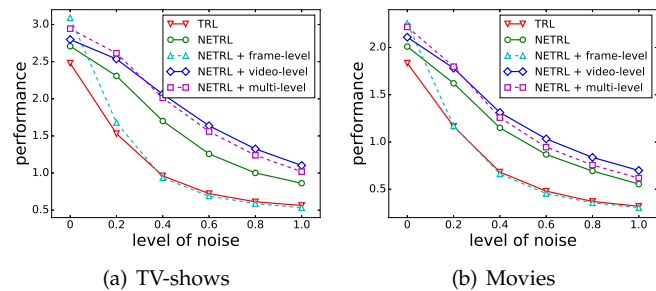 performance
3.0
2.5
2.0
1.5
1.0
0.5
TRL
NETRL
NETRL + frame-level
NETRL + video-level
NETRL + multi-level
0 0.2 0.4 0.6 0.8 1.0
level of noise
(a) TV-shows
performance
2.0
1.5
1.0
0.5
TRL
NETRL
NETRL + frame-level
NETRL + video-level
NETRL + multi-level
0 0.2 0.4 0.6 0.8 1.0
level of noise
(b) Movies